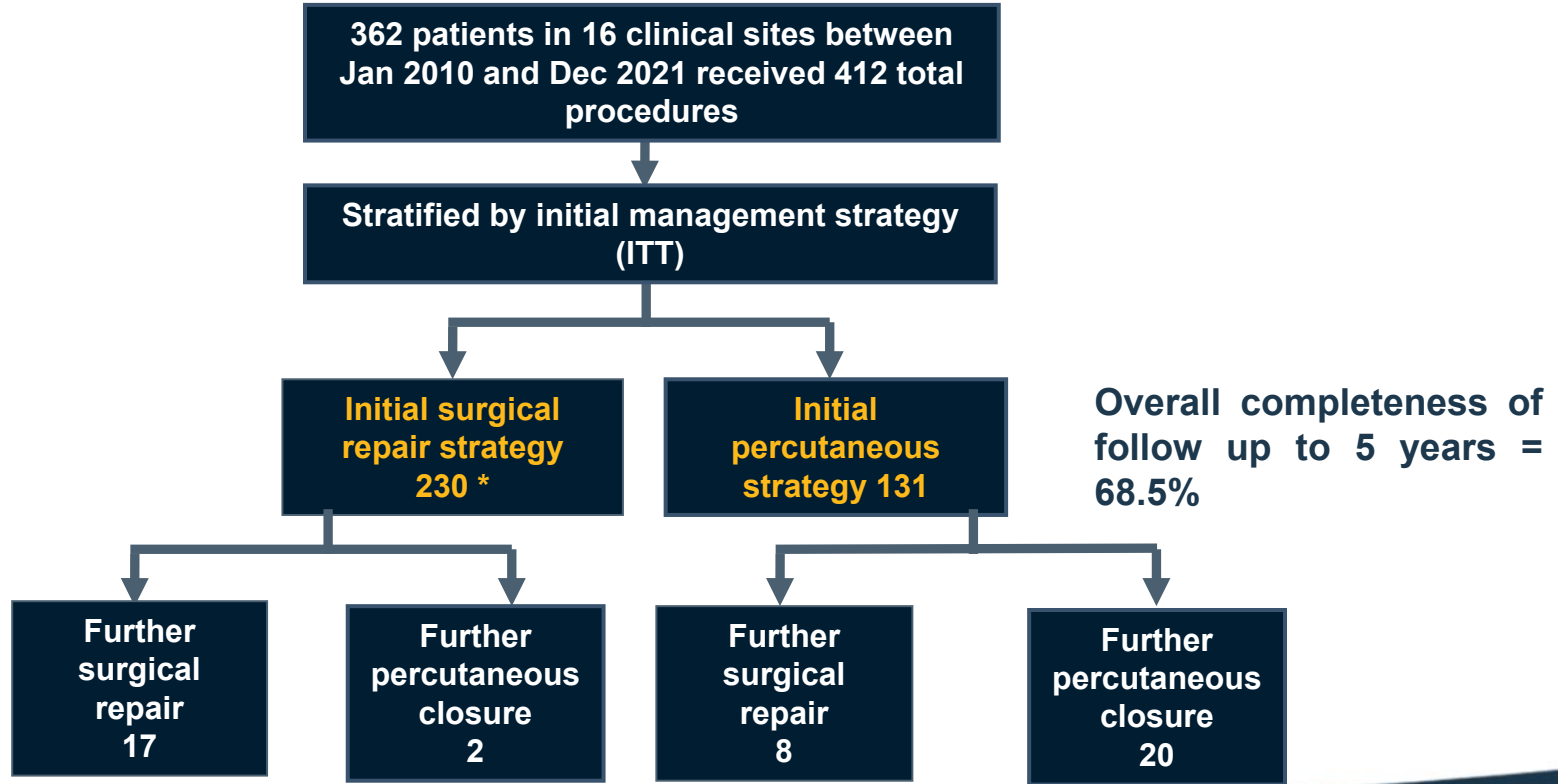 362 patients in 16 clinical sites between
Jan 2010 and Dec 2021 received 412 total
procedures
Stratified by initial management strategy
(ITT)
Initial surgical
repair strategy
230 *
Initial
percutaneous
strategy 131
Overall completeness of
follow up to 5 years =
68.5%
Further
surgical
repair
17
Further
percutaneous
closure
2
Further
surgical
repair
8
Further
percutaneous
closure
20